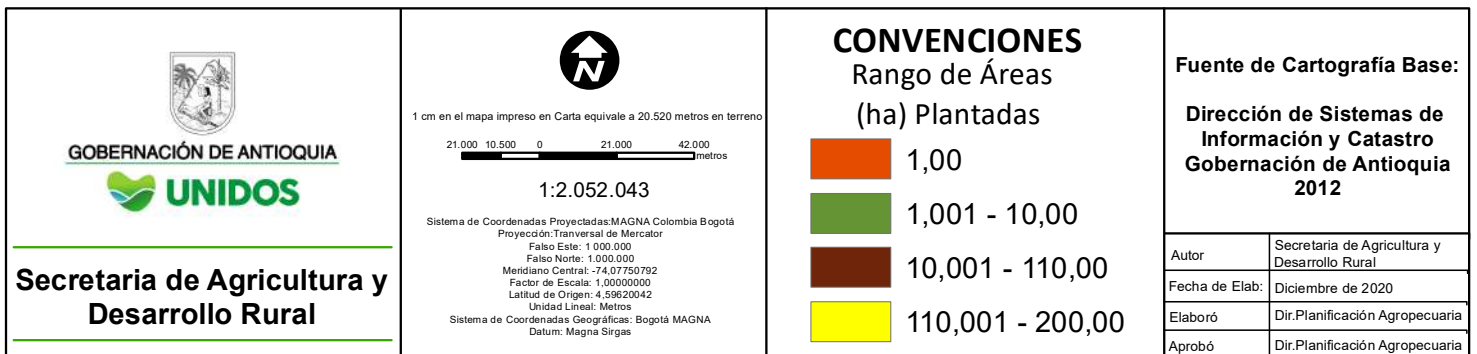 GOBERNACIÓN DE ANTIOQUIA
UNIDOS
Secretaria de Agricultura y
Desarrollo Rural
N
1 cm en el mapa impreso en Carta equivale a 20.520 metros en terreno
21.000 10.500 0 21.000 42.000
metros
1:2.052.043
Sistema de Coordenadas Proyectadas:MAGNA Colombia Bogotá
Proyección:Tranversal de Mercator
Falso Este: 1 000.000
Falso Norte: 1.000.000
Meridiano Central: -74,07750792
Factor de Escala: 1,00000000
Latitud de Origen: 4,59620042
Unidad Lineal: Metros
Sistema de Coordenadas Geográficas: Bogotá MAGNA
Datum: Magna Sirgas
CONVENCIONES
Rango de Áreas
(ha) Plantadas
1,00
1,001 - 10,00
10,001 - 110,00
110,001 - 200,00
Fuente de Cartografía Base:
Dirección de Sistemas de
Información y Catastro
Gobernación de Antioquia
2012
Autor Secretaria de Agricultura y
Desarrollo Rural
Fecha de Elab: Diciembre de 2020
Elaboró Dir.Planificación Agropecuaria
Aprobó Dir.Planificación Agropecuaria